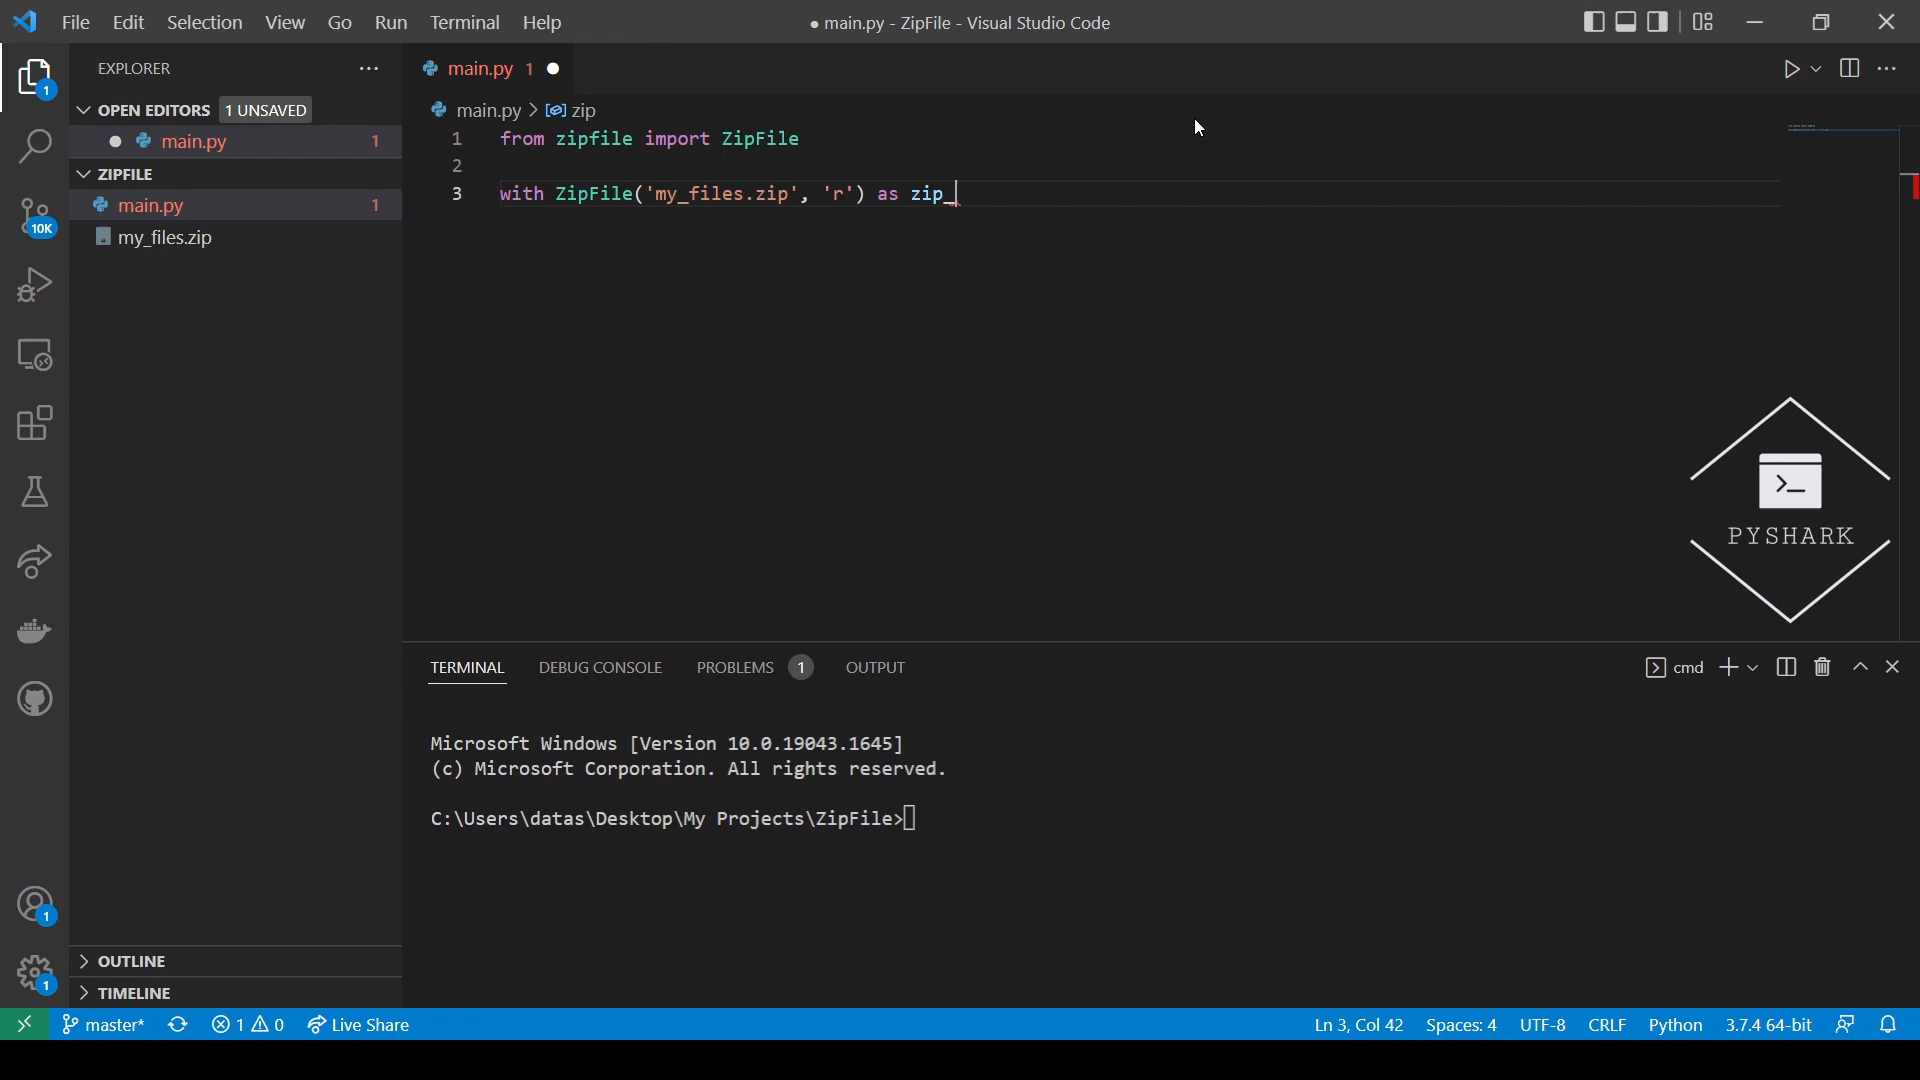 File Edit Selection View Go Run Terminal Help
● main.py - ZipFile - Visual Studio Code
EXPLORER
1
OPEN EDITORS 1 UNSAVED
main.py 1
ZIPFILE
main.py 1
my_files.zip
10K
main.py 1
main.py > zip
1 from zipfile import ZipFile
2
3 with ZipFile('my_files.zip', 'r') as zip_
PYSHARK
TERMINAL DEBUG CONSOLE PROBLEMS 1 OUTPUT
cmd
Microsoft Windows [Version 10.0.19043.1645]
(c) Microsoft Corporation. All rights reserved.
C:\Users\datas\Desktop\My Projects\ZipFile>
1
OUTLINE
1
TIMELINE
master* 1 0 Live Share
Ln 3, Col 42 Spaces: 4 UTF-8 CRLF Python 3.7.4 64-bit